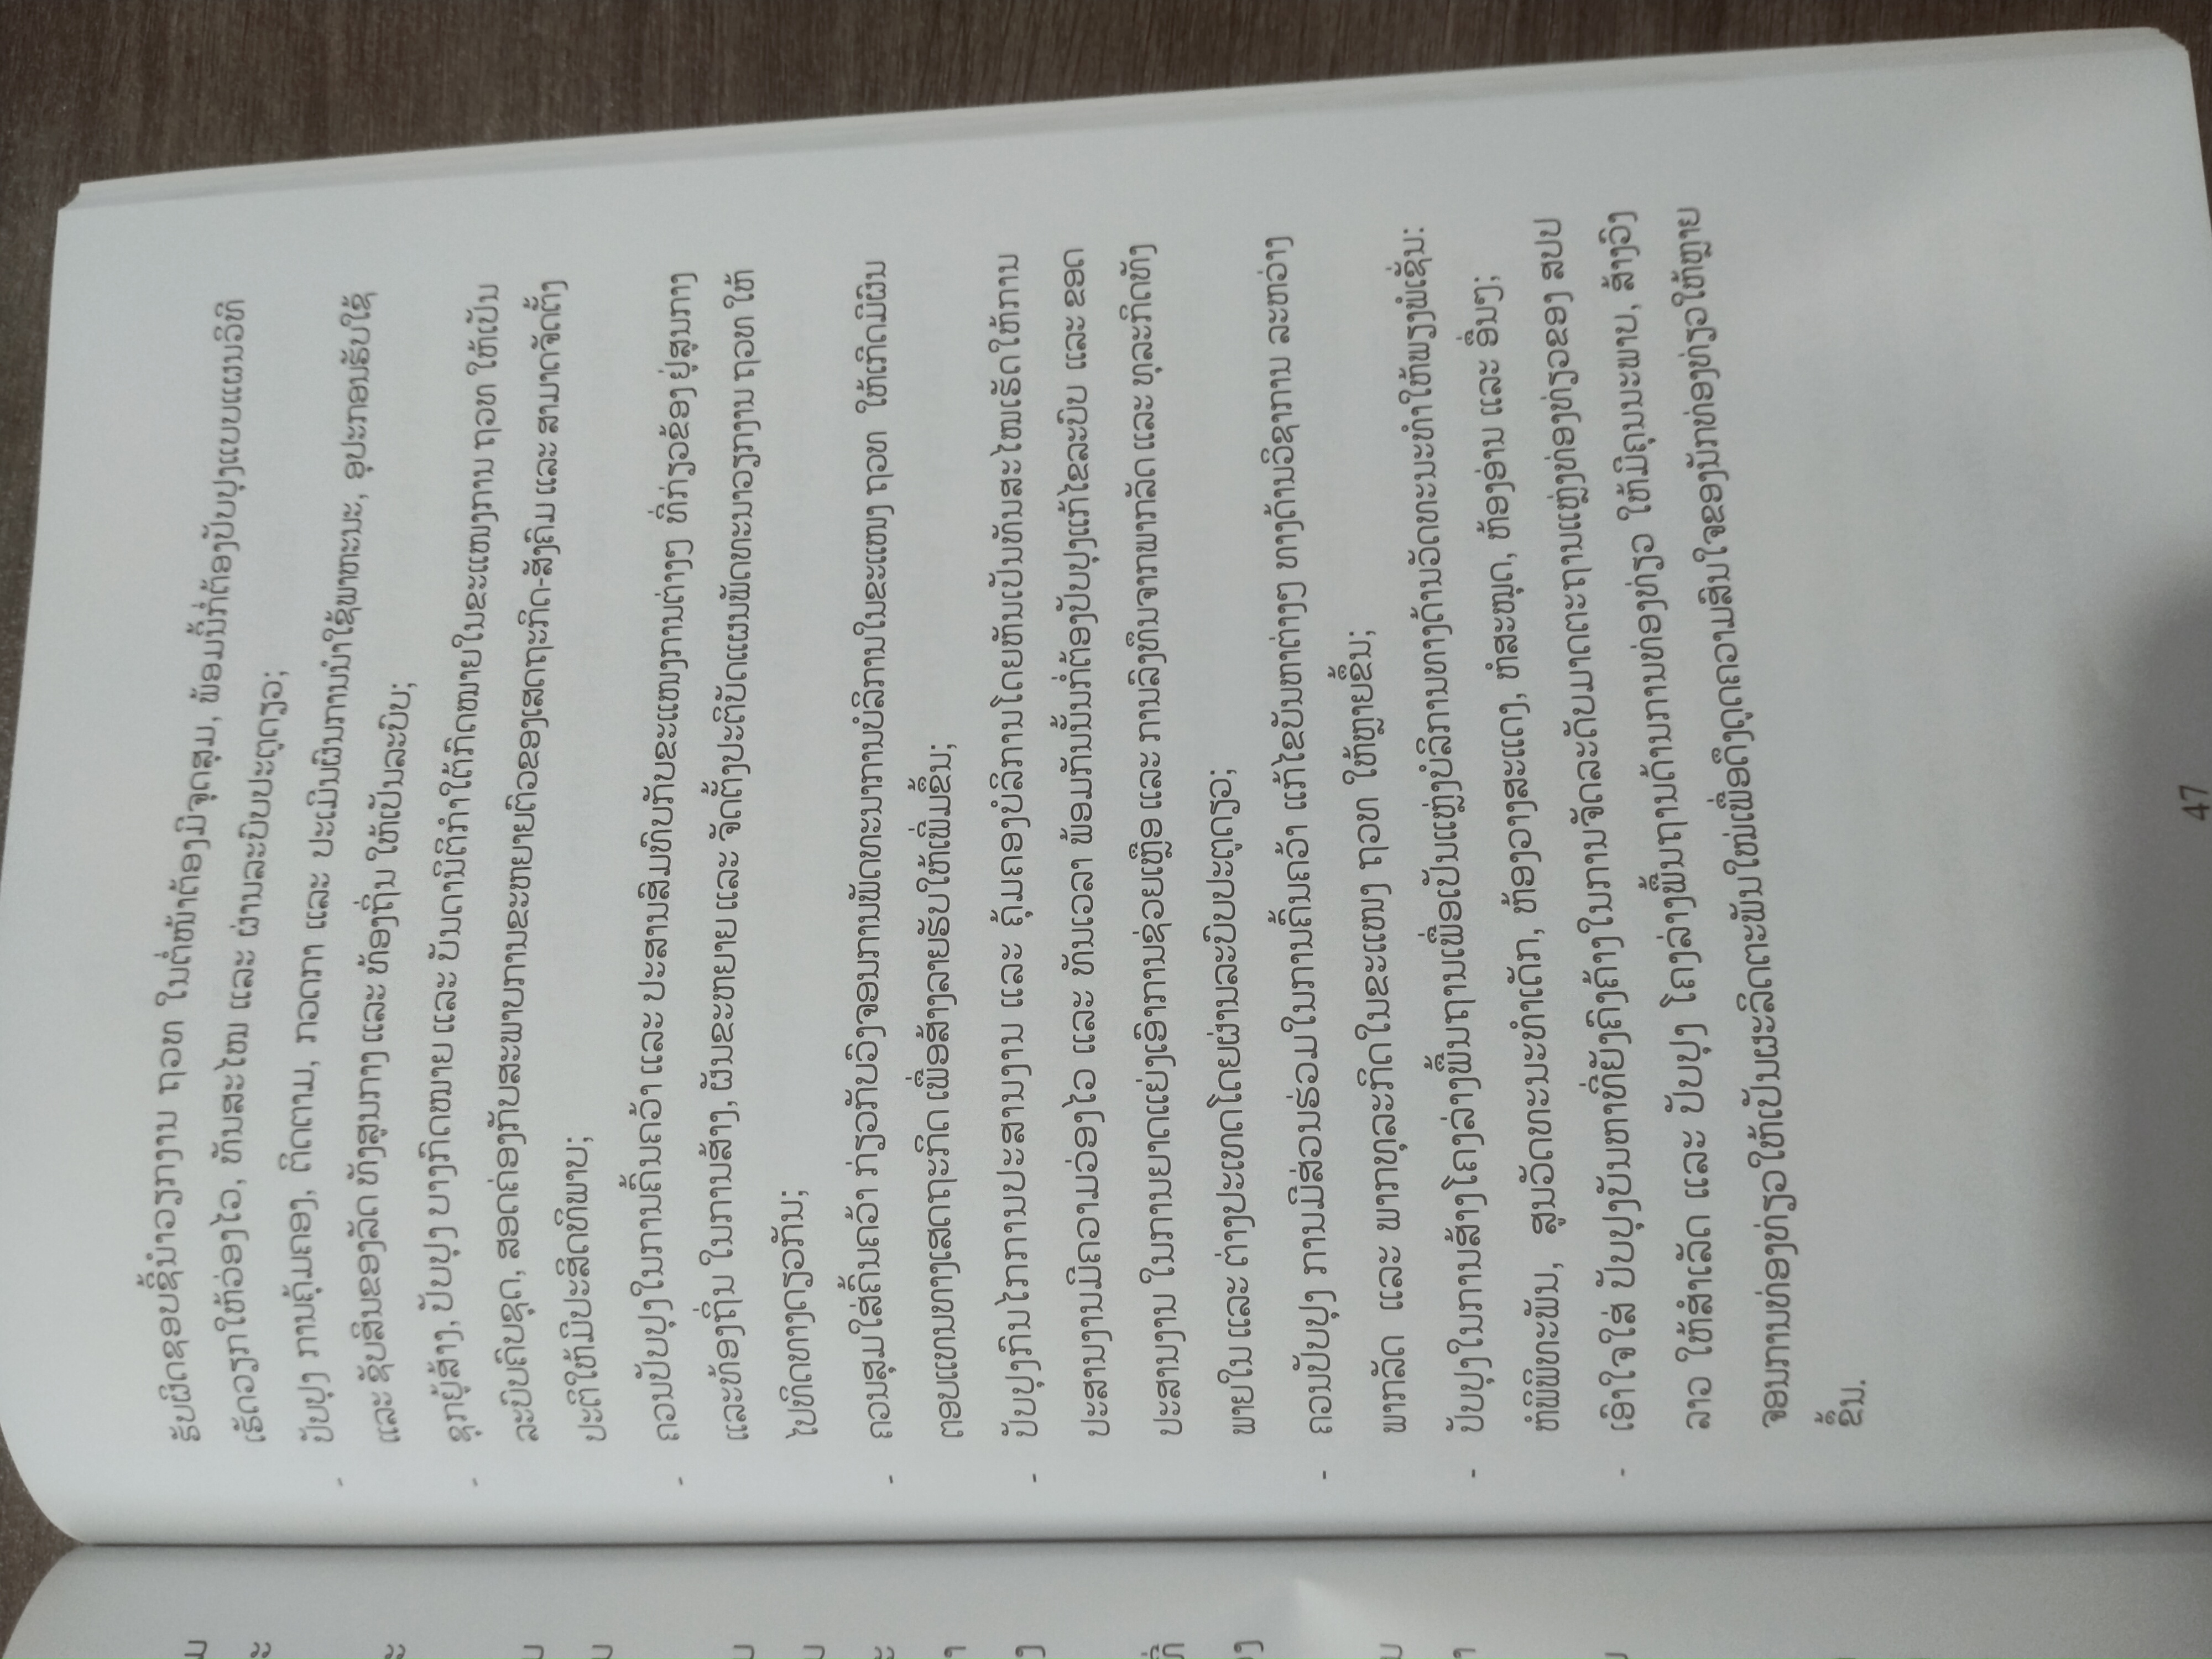 ຮັບຜິດຊອບຊີ້ນຳວຽກງານ ຖວທ ໃນຕໍ່ໜ້າຕ້ອງມີຈຸດສຸມ, ພ້ອມນີ້ກໍ່ຕ້ອງປັບປຸງແບບແຜນວິທີ
ເຮັດວຽກໃຫ້ວ່ອງໄວ, ທັນສະໄໝ ແລະ ຜ່ານລະບົບປະຕູດຽວ;
- ປັບປຸງ ການຄຸ້ມຄອງ, ຕິດຕາມ, ກວດກາ ແລະ ປະເມີນຜົນການນຳໃຊ້ພາຫະນະ, ອຸປະກອນຮັບໃຊ້
ແລະ ຊັບສິນຂອງລັດ ທັງສູນກາງ ແລະ ທ້ອງຖິ່ນ ໃຫ້ເປັນລະບົບ;
- ຊຸກຍູ້ສ້າງ, ປັບປຸງ ບາງກົດໝາຍ ແລະ ບັນດານິຕິກຳໃຕ້ກົດໝາຍໃນຂະແໜງການ ຖວທ ໃຫ້ເປັນ
ລະບົບຄົບຊຸດ, ສອດຄ່ອງກັບສະພາບການຂະຫຍາຍຕົວຂອງເສດຖະກິດ-ສັງຄົມ ແລະ ສາມາດຈັດຕັ້ງ
ປະຕິໃຫ້ມີປະສິດທິພາບ;
- ຄວນປັບປຸງໃນການຄົ້ນຄວ້າ ແລະ ປະສານສົມທົບກັບຂະແໜງການຕ່າງໆ ທີ່ກ່ຽວຂ້ອງ ຢູ່ສູນກາງ
ແລະທ້ອງຖິ່ນ ໃນການສ້າງ, ຜັນຂະຫຍາຍ ແລະ ຈັດຕັ້ງປະຕິບັດແຜນພັດທະນາວຽກງານ ຖວທ ໃຫ້
ໄປທິດທາງດຽວກັນ;
- ຄວນສຸມໃສ່ຄົ້ນຄວ້າ ກ່ຽວກັບວົງຈອນການພັດທະນາການບໍລິການໃນຂະແໜງ ຖວທ ໃຫ້ເກີດມີຜົນ
ຕອບແທນທາງເສດຖະກິດ ເພື່ອສ້າງລາຍຮັບໃຫ້ເພີ່ມຂຶ້ນ;
- ປັບປຸງກົນໄກການປະສານງານ ແລະ ຄຸ້ມຄອງບໍລິການໂດຍຫັນເປັນທັນສະໄໝເຮັດໃຫ້ການ
ປະສານງານມີຄວາມວ່ອງໄວ ແລະ ທັນເວລາ ພ້ອມກັນນັ້ນກໍ່ຕ້ອງປັບປຸງແກ້ໄຂລະບົບ ແລະ ຂອດ
ປະສານງານ ໃນການຍາດແຍ່ງເອົາການຊ່ວຍເຫຼືອ ແລະ ການລົງທຶນຈາກພາກລັດ ແລະ ທຸລະກິດທັງ
ພາຍໃນ ແລະ ຕ່າງປະເທດໂດຍຜ່ານລະບົບປະຕູດຽວ;
- ຄວນປັບປຸງ ການມີສ່ວນຮ່ວມໃນການຄົ້ນຄວ້າ ແກ້ໄຂບັນຫາຕ່າງໆ ທາງດ້ານວິຊາການ ລະຫວ່າງ
ພາກລັດ ແລະ ພາກທຸລະກິດໃນຂະແໜງ ຖວທ ໃຫ້ຫຼາຍຂຶ້ນ;
- ປັບປຸງໃນການສ້າງໂຄງລ່າງພື້ນຖານເພື່ອເປັນແຫຼ່ງບໍລິການທາງດ້ານວັດທະນະທຳໃຫ້ພຽງພໍເຊັ່ນ:
ຫໍພິພິທະພັນ, ສູນວັດທະນະທຳເດັກ, ຫ້ອງວາງສະແດງ, ຫໍສະໝຸດ, ຫ້ອງອ່ານ ແລະ ອື່ນໆ;
- ເອົາໃຈໃສ່ ປັບປຸງບັນຫາທີ່ຍັງຄົງຄ້າງໃນການຈັດລະດັບມາດຕະຖານແຫຼ່ງທ່ອງທ່ຽວຂອງ ສປປ
ລາວ ໃຫ້ສຳເລັດ ແລະ ປັບປຸງ ໂຄງລ່າງພື້ນຖານດ້ານການທ່ອງທ່ຽວ ໃຫ້ມີຄຸນນະພາບ, ສ້າງວົງ
ຈອນການທ່ອງທ່ຽວໃຫ້ເປັນຜະລິດຕະພັນໃໝ່ເພື່ອດຶງດູດຄວາມສົນໃຈຂອງນັກທ່ອງທ່ຽວໃຫ້ຫຼາຍ
ຂຶ້ນ.
47